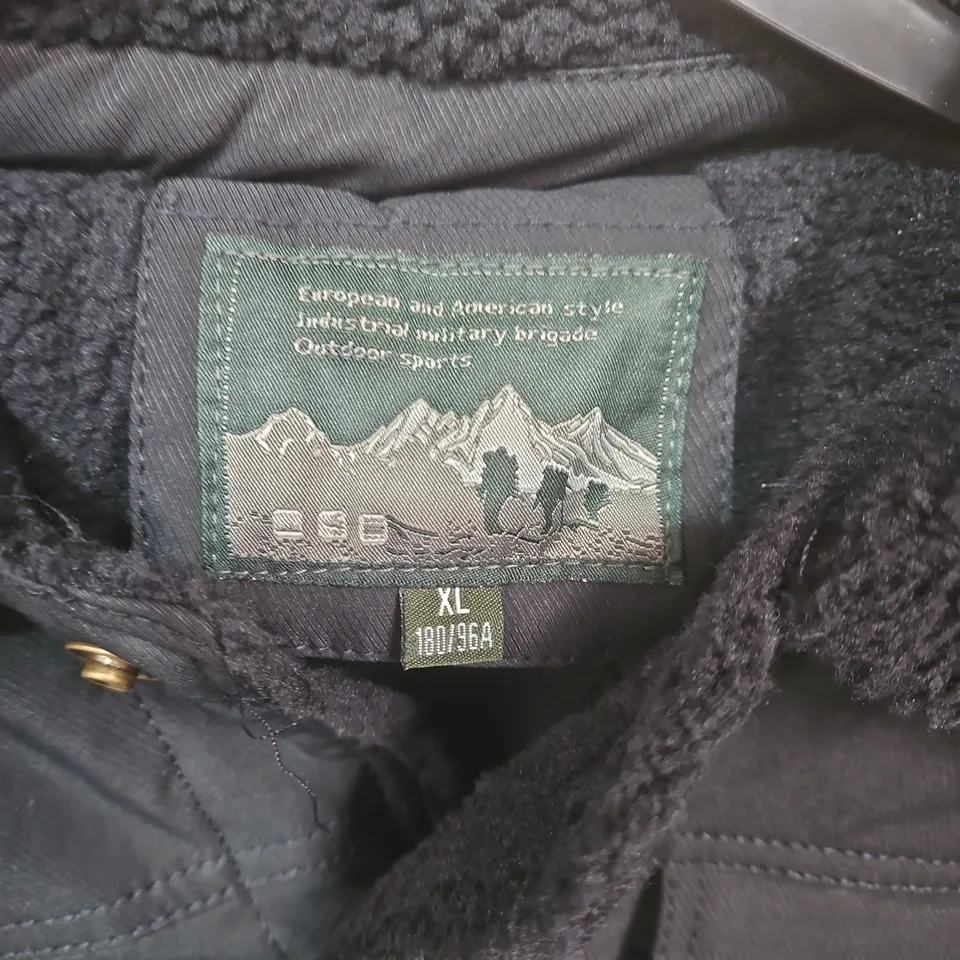 European and American style
Industrial military brigade
Outdoor sports
XL
180/96A